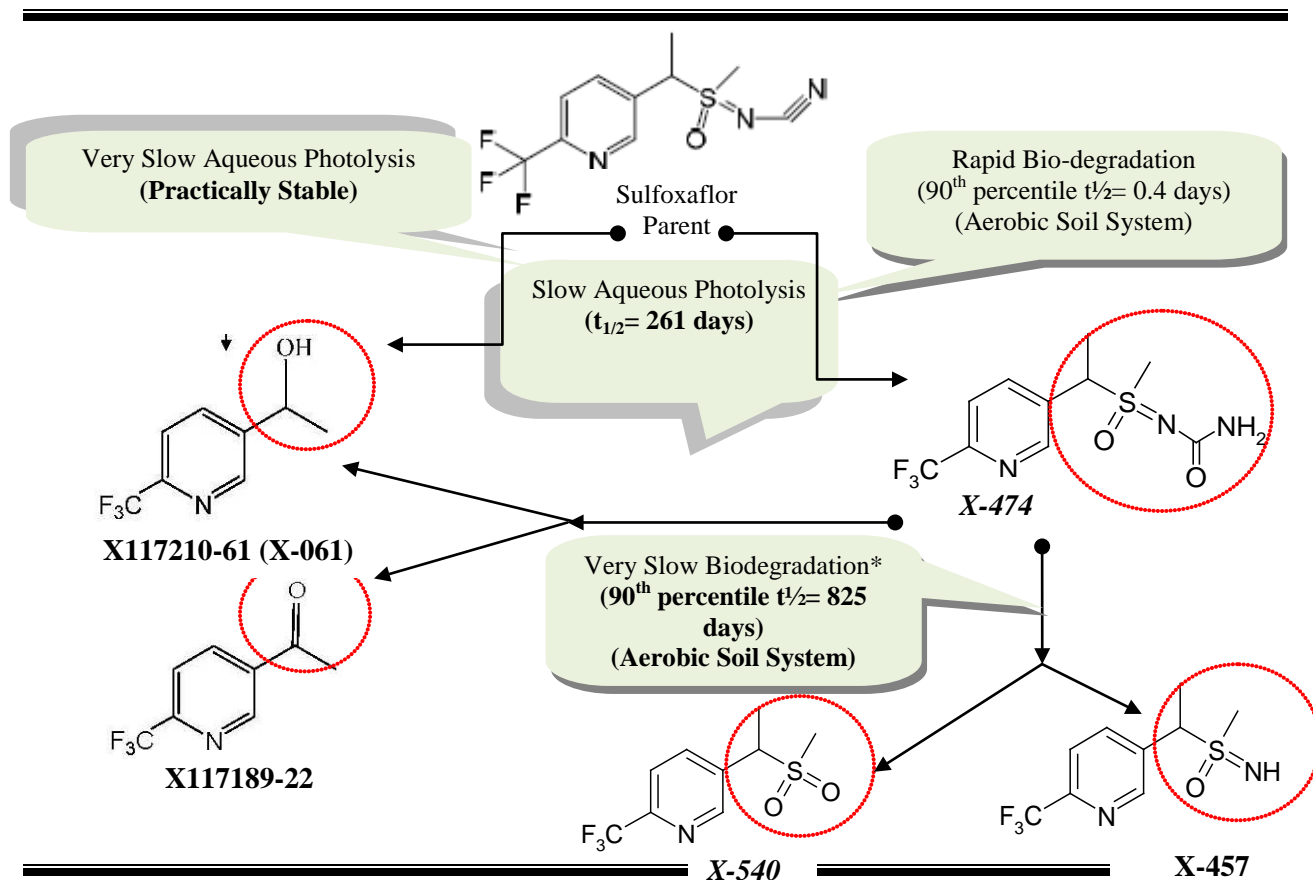 Very Slow Aqueous Photolysis
(Practically Stable)
F
F
F
N
S
O
N
N
Sulfoxaflor
Parent
Rapid Bio-degradation
(90th percentile t½= 0.4 days)
(Aerobic Soil System)
Slow Aqueous Photolysis
(t1/2= 261 days)
OH
F3C
N
X117210-61 (X-061)
S
O
N
NH2
O
F3C
N
X-474
Very Slow Biodegradation*
(90th percentile t½= 825
days)
(Aerobic Soil System)
O
F3C
N
X117189-22
S
O
O
F3C
N
X-540
S
O
NH
F3C
N
X-457